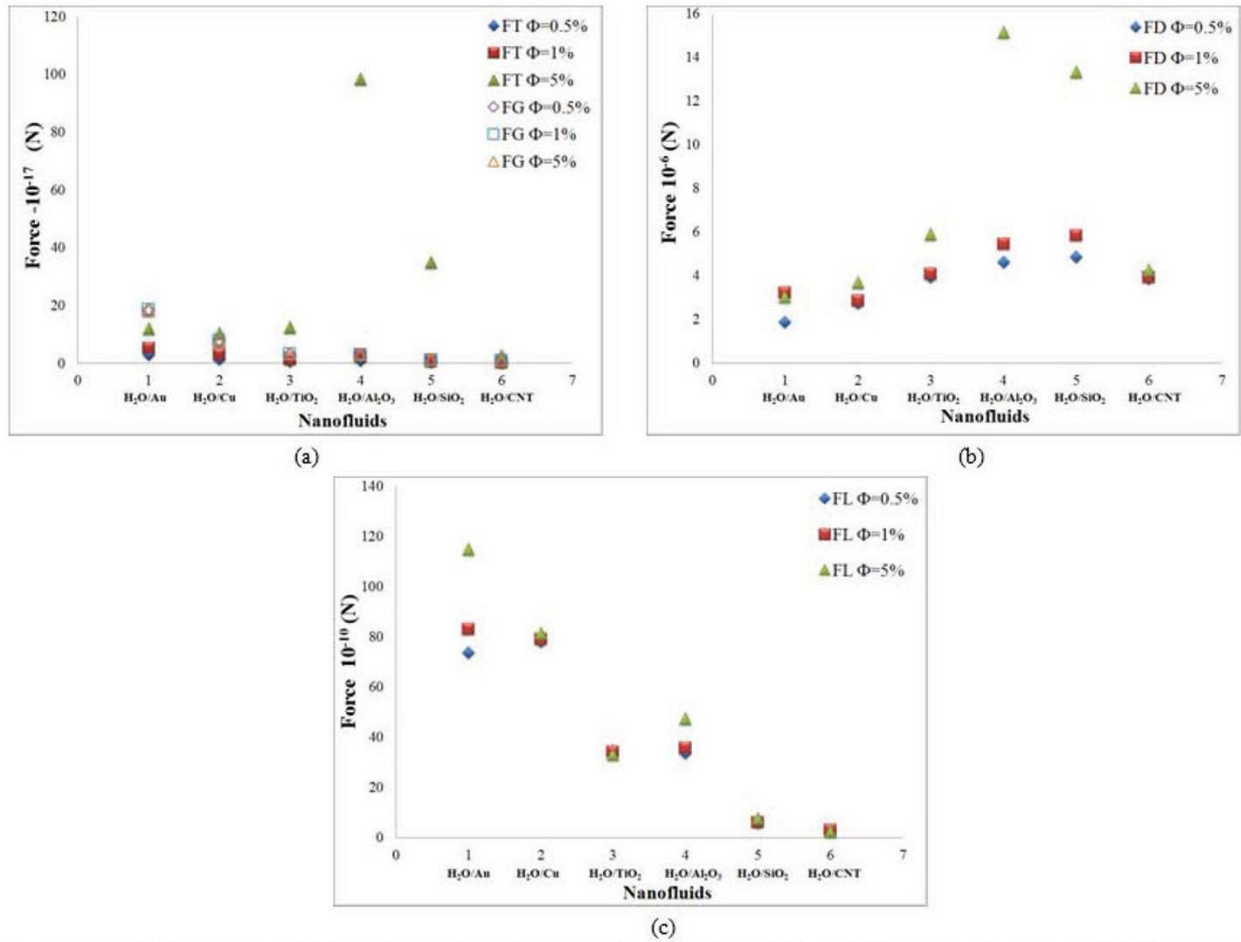 120
100
80
60
40
20
0
Force -10⁻¹⁷ (N)
FT Φ=0.5%
FT Φ=1%
FT Φ=5%
FG Φ=0.5%
FG Φ=1%
FG Φ=5%
0 1 2 3 4 5 6 7
H₂O/Au H₂O/Cu H₂O/TiO₂ H₂O/Al₂O₃ H₂O/SiO₂ H₂O/CNT
Nanofluids
(a)
16
14
12
10
8
6
4
2
0
Force 10⁻⁶ (N)
FD Φ=0.5%
FD Φ=1%
FD Φ=5%
0 1 2 3 4 5 6 7
H₂O/Au H₂O/Cu H₂O/TiO₂ H₂O/Al₂O₃ H₂O/SiO₂ H₂O/CNT
Nanofluids
(b)
140
120
100
80
60
40
20
0
Force 10⁻¹⁰ (N)
FL Φ=0.5%
FL Φ=1%
FL Φ=5%
0 1 2 3 4 5 6 7
H₂O/Au H₂O/Cu H₂O/TiO₂ H₂O/Al₂O₃ H₂O/SiO₂ H₂O/CNT
Nanofluids
(c)